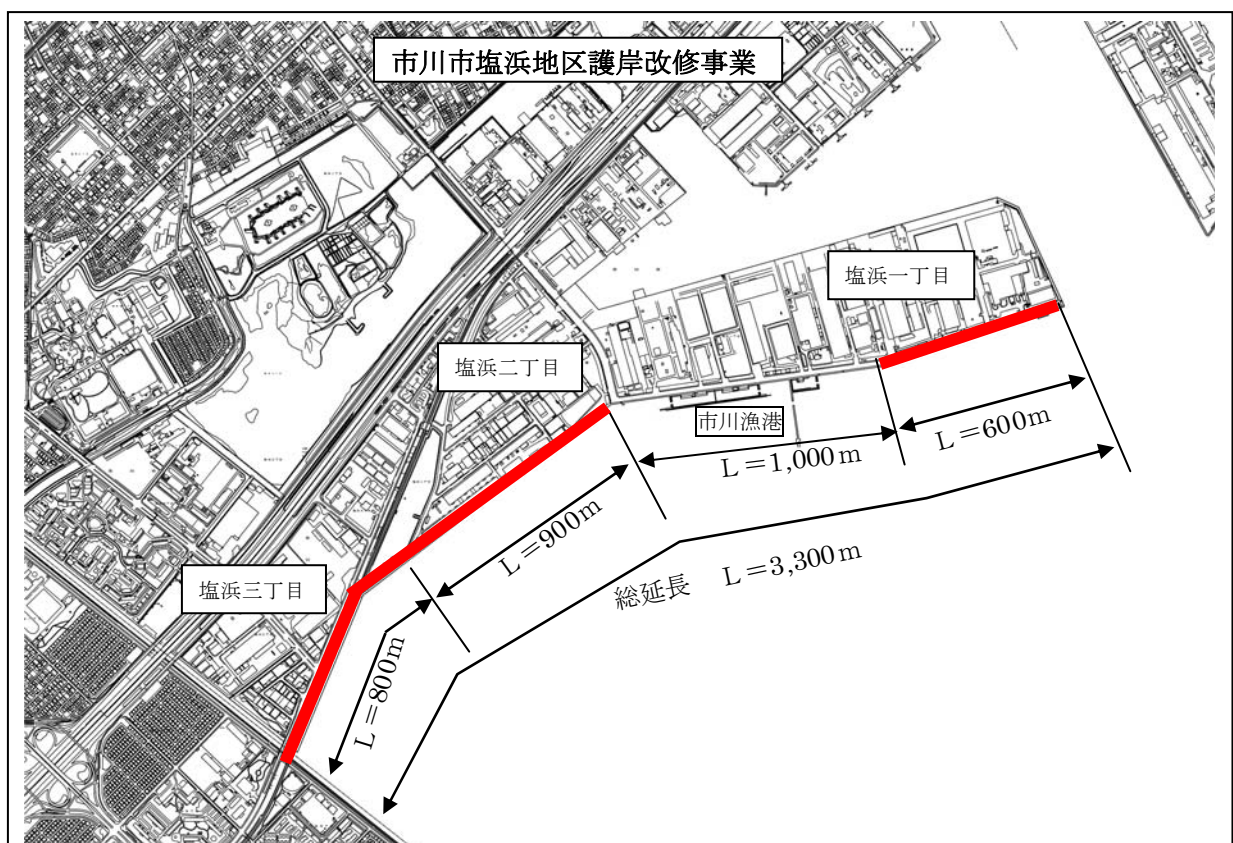 市川市塩浜地区護岸改修事業
塩浜一丁目
塩浜二丁目
市川漁港
L=600m
L=1,000m
L=900m
総延長 L=3,300m
塩浜三丁目
L=800m